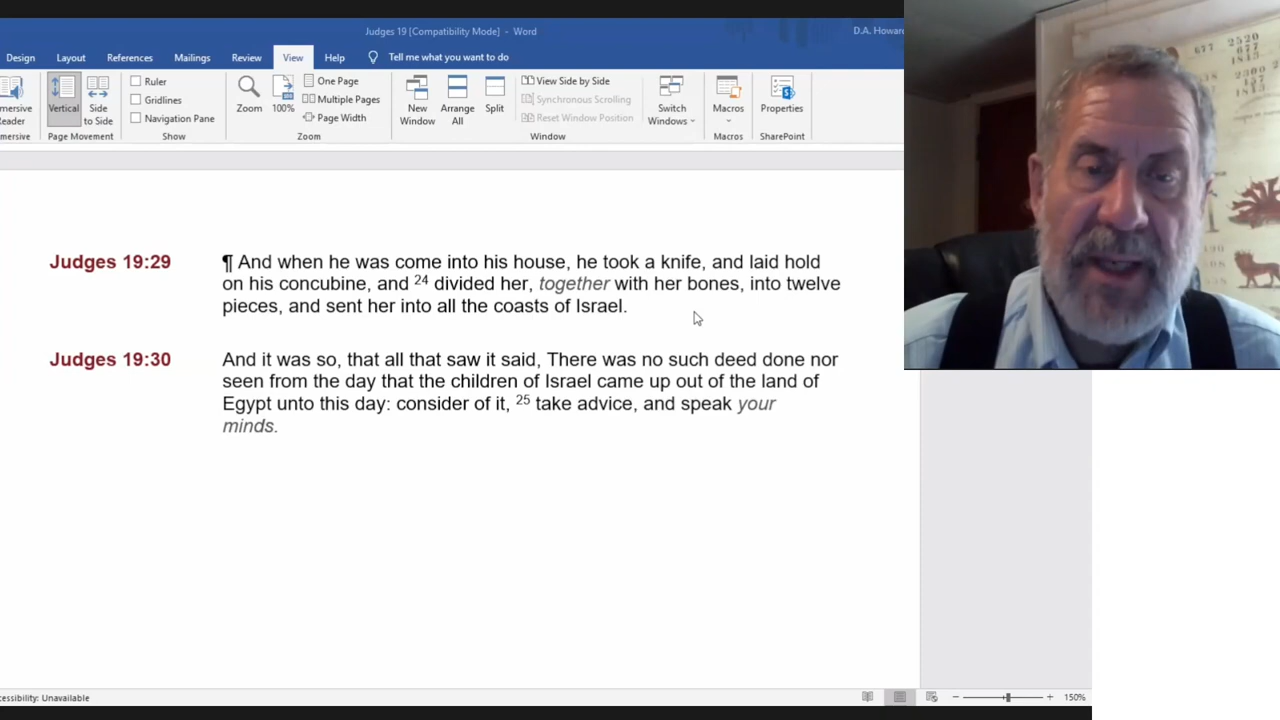 Judges 19 [Compatibility Mode] - Word
D.A. Howar
Design Layout References Mailings Review View Help Tell me what you want to do
Vertical
Side to Side
Page Movement
Ruler
Gridlines
Navigation Pane
Show
Zoom
100%
One Page
Multiple Pages
Page Width
Zoom
New Window
Arrange All
Split
View Side by Side
Synchronous Scrolling
Reset Window Position
Window
Switch Windows
Macros
Macros
Properties
SharePoint
Judges 19:29 ¶ And when he was come into his house, he took a knife, and laid hold
on his concubine, and 24 divided her, together with her bones, into twelve
pieces, and sent her into all the coasts of Israel.
Judges 19:30 And it was so, that all that saw it said, There was no such deed done nor
seen from the day that the children of Israel came up out of the land of
Egypt unto this day: consider of it, 25 take advice, and speak your
minds.
cessibility: Unavailable
150%
677 2520
677
1843